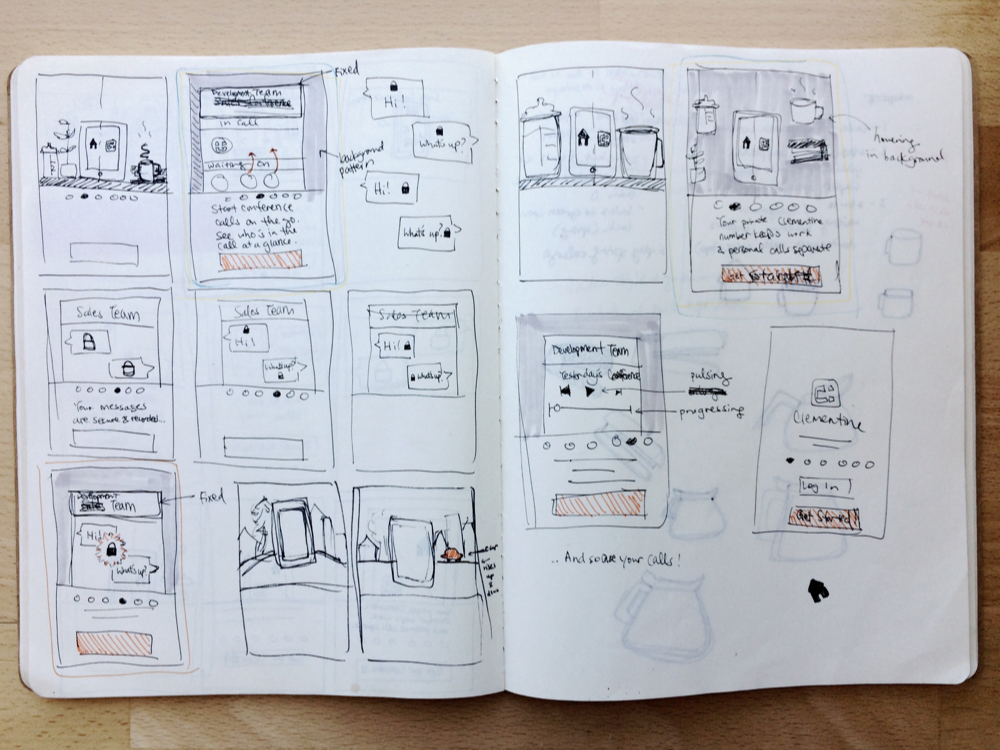 Fixed
Development Team
in call
Waiting on
background
pattern
Start conference
calls on the go.
See who's in the
call at a glance.
Hi!
What's up?
Hi!
What's up?
Sales Team
Your messages
are secure & recorded...
Sales Team
Hi!
What's up?
Sales Team
Hi!
What's up?
Development
Team
Fixed
Hi!
What's up?
hovering
in background
Your private Clementine
number keeps work
& personal calls separate
Get started
Development Team
Yesterday's Conference
pulsing
progressing
... And so are your calls!
Clementine
Log In
Get Started